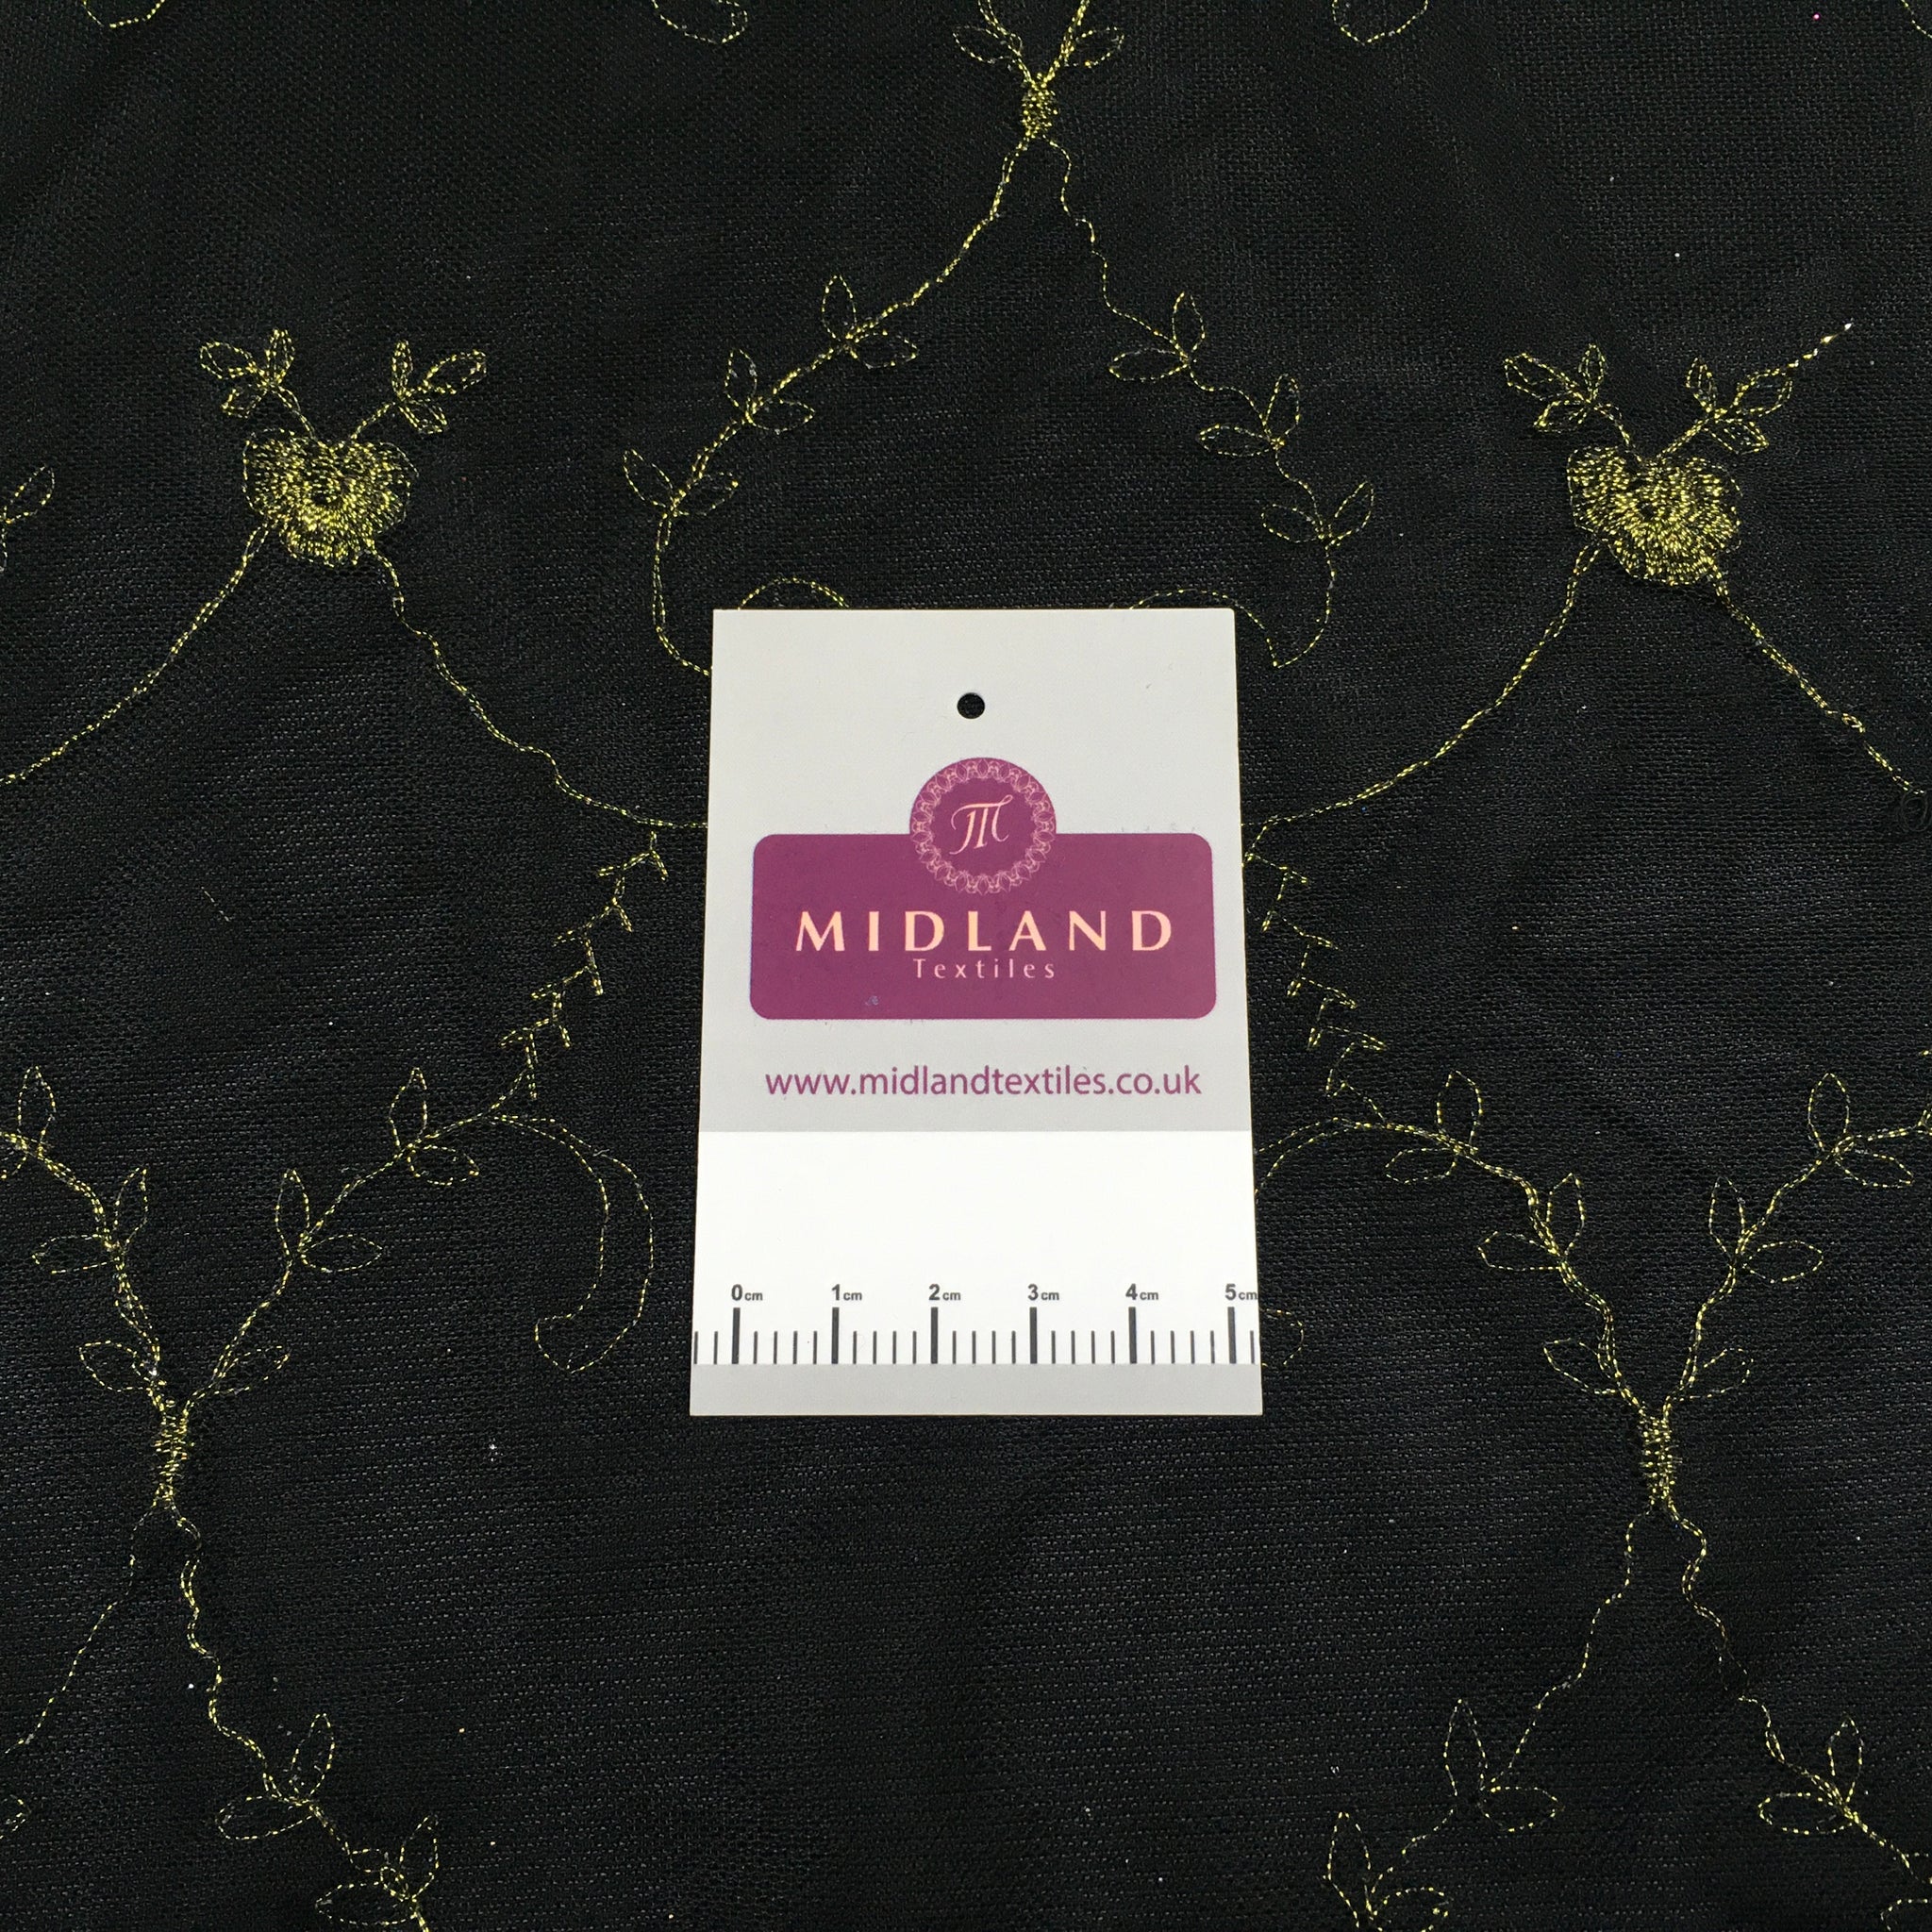 M
MIDLAND
Textiles
www.midlandtextiles.co.uk
0cm 1cm 2cm 3cm 4cm 5cm